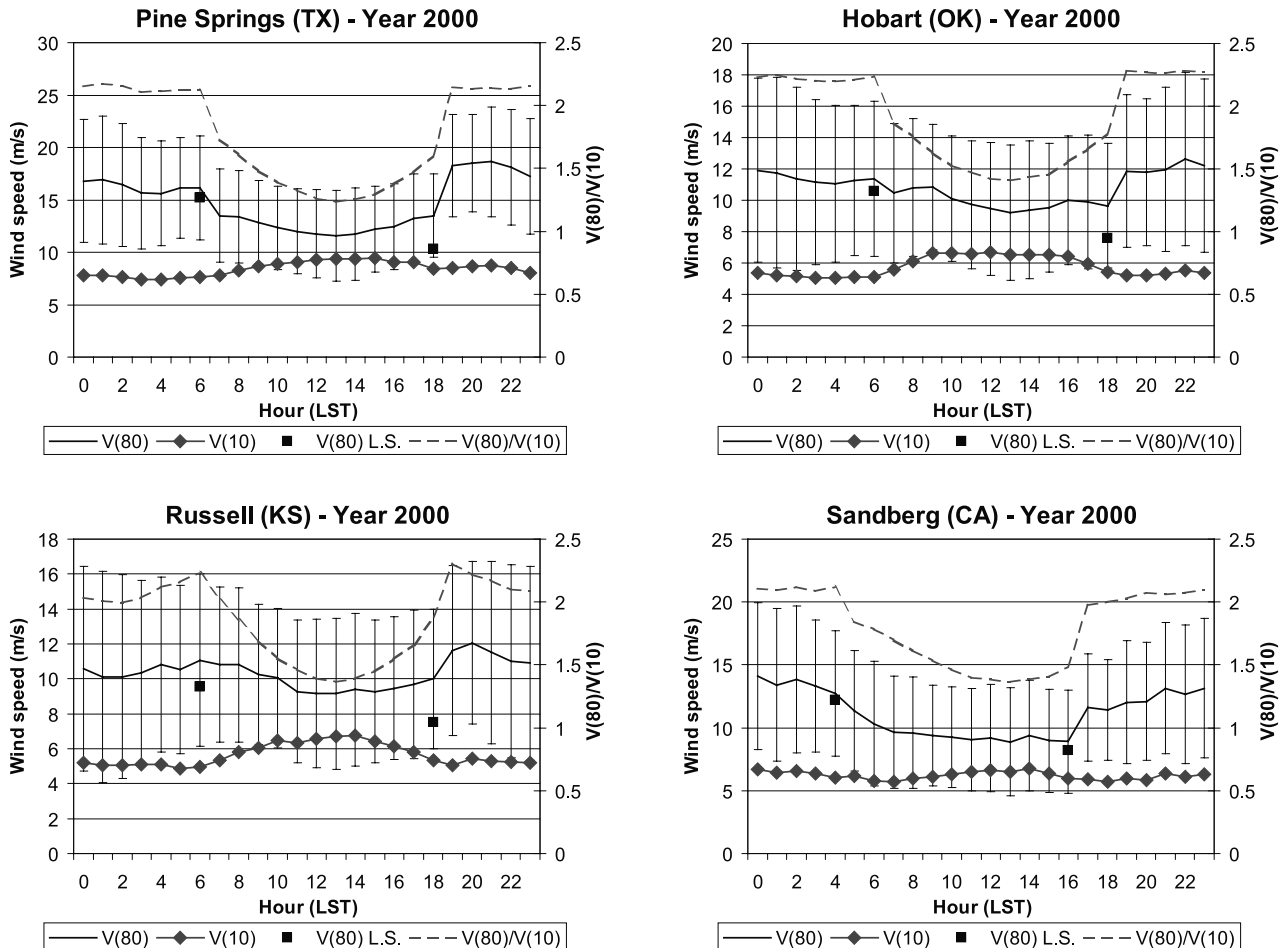 Pine Springs (TX) - Year 2000
Wind speed (m/s)
30
25
20
15
10
5
0
2.5
2
1.5
1
0.5
0
V(80)/V(10)
0 2 4 6 8 10 12 14 16 18 20 22
Hour (LST)
V(80) V(10) V(80) L.S. V(80)/V(10)
Hobart (OK) - Year 2000
Wind speed (m/s)
20
18
16
14
12
10
8
6
4
2
0
2.5
2
1.5
1
0.5
0
V(80)/V(10)
0 2 4 6 8 10 12 14 16 18 20 22
Hour (LST)
V(80) V(10) V(80) L.S. V(80)/V(10)
Russell (KS) - Year 2000
Wind speed (m/s)
18
16
14
12
10
8
6
4
2
0
2.5
2
1.5
1
0.5
0
V(80)/V(10)
0 2 4 6 8 10 12 14 16 18 20 22
Hour (LST)
V(80) V(10) V(80) L.S. V(80)/V(10)
Sandberg (CA) - Year 2000
Wind speed (m/s)
25
20
15
10
5
0
2.5
2
1.5
1
0.5
0
V(80)/V(10)
0 2 4 6 8 10 12 14 16 18 20 22
Hour (LST)
V(80) V(10) V(80) L.S. V(80)/V(10)